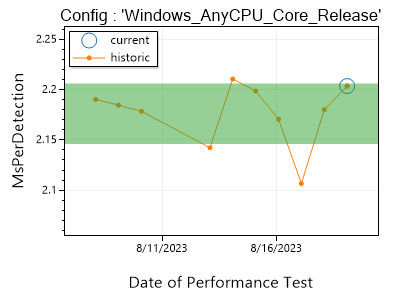 Config : 'Windows_AnyCPU_Core_Release'
current
historic
2.25
2.2
2.15
2.1
MsPerDetection
8/11/2023
8/16/2023
Date of Performance Test